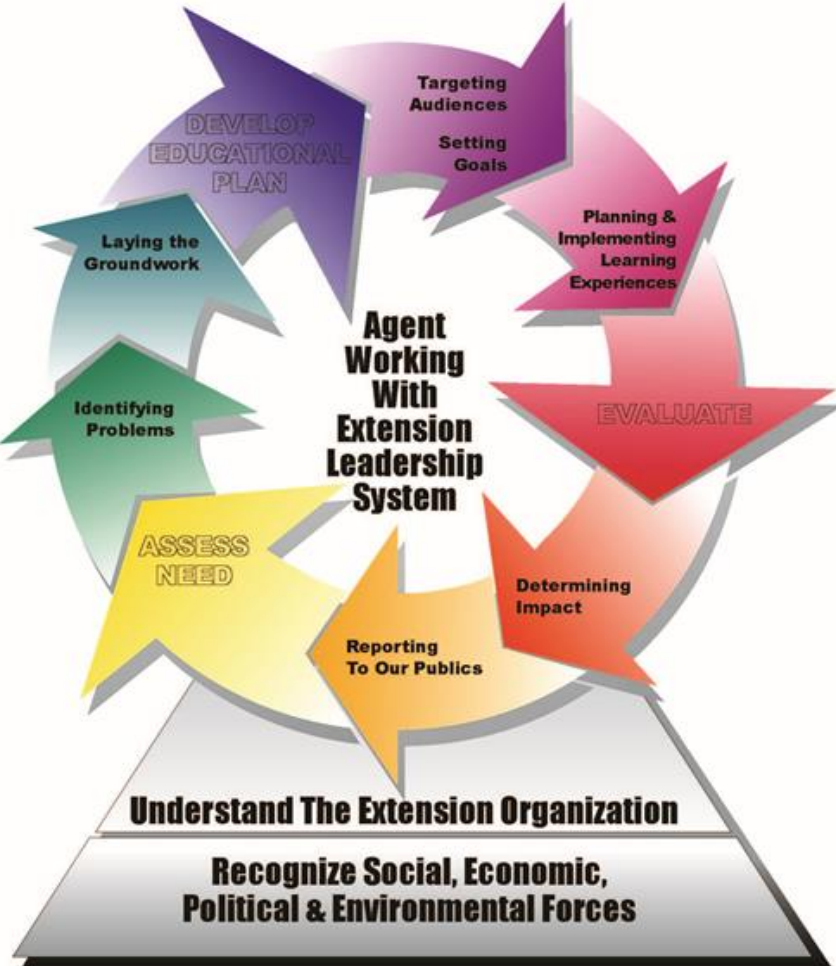 Targeting
Audiences
Setting
Goals
DEVELOP
EDUCATIONAL
PLAN
Planning &
Implementing
Learning
Experiences
Laying the
Groundwork
Agent
Working
With
Extension
Leadership
System
Identifying
Problems
EVALUATE
ASSESS
NEED
Determining
Impact
Reporting
To Our Publics
Understand The Extension Organization
Recognize Social, Economic,
Political & Environmental Forces